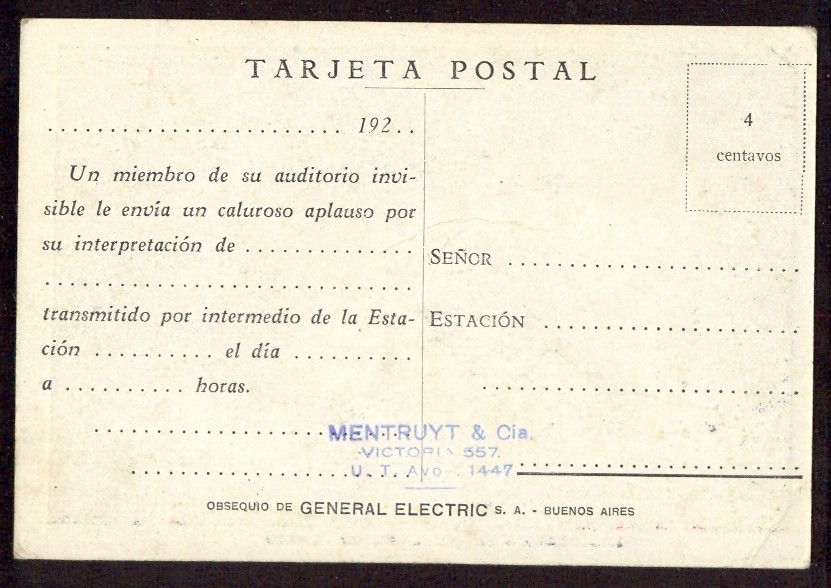 TARJETA POSTAL
4
centavos
........................ 192..
Un miembro de su auditorio invi-
sible le envía un caluroso aplauso por
su interpretación de ..............
..............................
transmitido por intermedio de la Esta-
ción .......... el día ..........
a .......... horas.
SEÑOR ........................
ESTACIÓN .....................
MENTRUYT & Cia.
VICTORIA 557.
U. T. Avda. 1447
OBSEQUIO DE GENERAL ELECTRIC S. A. - BUENOS AIRES